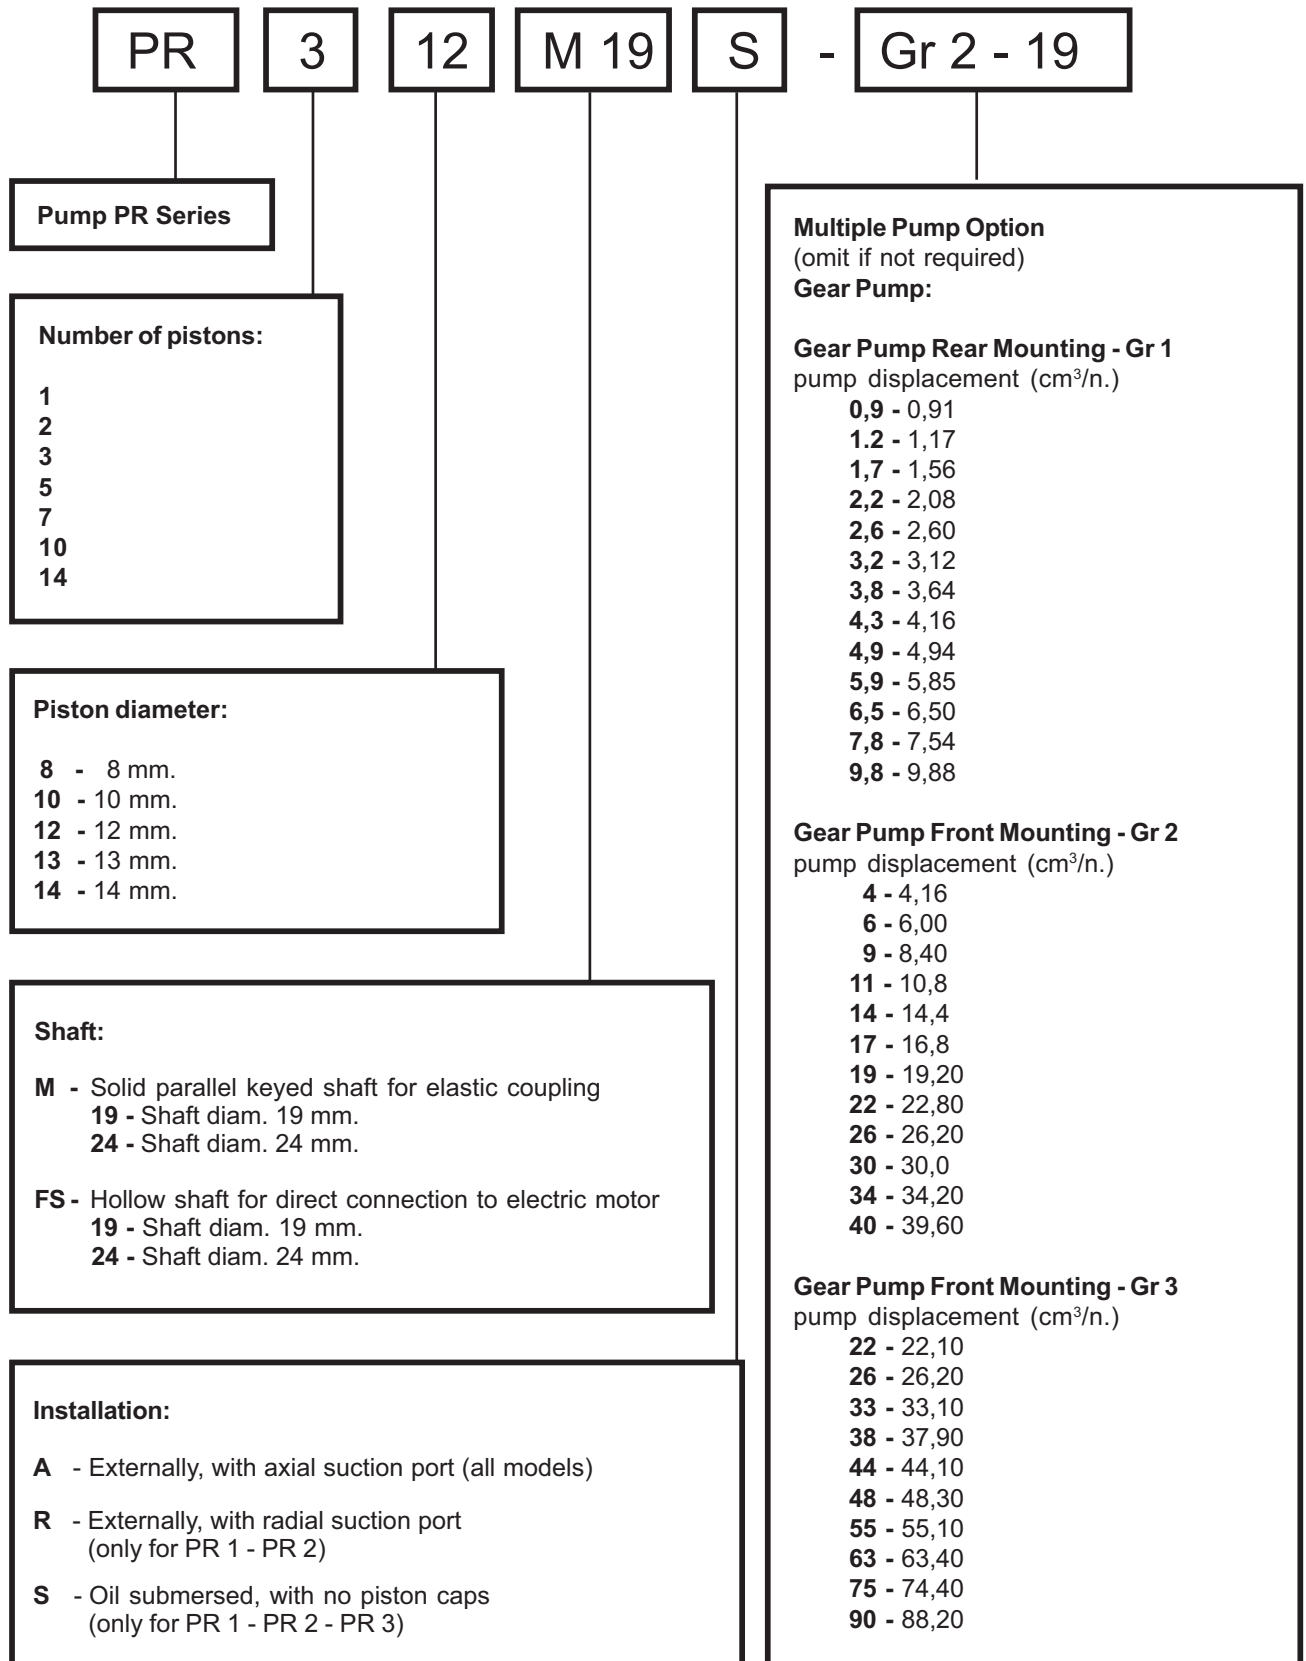 PR 3 12 M 19 S - Gr 2 - 19
Pump PR Series
Number of pistons:
1
2
3
5
7
10
14
Piston diameter:
8 - 8 mm.
10 - 10 mm.
12 - 12 mm.
13 - 13 mm.
14 - 14 mm.
Shaft:
M - Solid parallel keyed shaft for elastic coupling
19 - Shaft diam. 19 mm.
24 - Shaft diam. 24 mm.
FS - Hollow shaft for direct connection to electric motor
19 - Shaft diam. 19 mm.
24 - Shaft diam. 24 mm.
Installation:
A - Externally, with axial suction port (all models)
R - Externally, with radial suction port
(only for PR 1 - PR 2)
S - Oil submersed, with no piston caps
(only for PR 1 - PR 2 - PR 3)
Multiple Pump Option
(omit if not required)
Gear Pump:
Gear Pump Rear Mounting - Gr 1
pump displacement (cm³/n.)
0,9 - 0,91
1.2 - 1,17
1,7 - 1,56
2,2 - 2,08
2,6 - 2,60
3,2 - 3,12
3,8 - 3,64
4,3 - 4,16
4,9 - 4,94
5,9 - 5,85
6,5 - 6,50
7,8 - 7,54
9,8 - 9,88
Gear Pump Front Mounting - Gr 2
pump displacement (cm³/n.)
4 - 4,16
6 - 6,00
9 - 8,40
11 - 10,8
14 - 14,4
17 - 16,8
19 - 19,20
22 - 22,80
26 - 26,20
30 - 30,0
34 - 34,20
40 - 39,60
Gear Pump Front Mounting - Gr 3
pump displacement (cm³/n.)
22 - 22,10
26 - 26,20
33 - 33,10
38 - 37,90
44 - 44,10
48 - 48,30
55 - 55,10
63 - 63,40
75 - 74,40
90 - 88,20